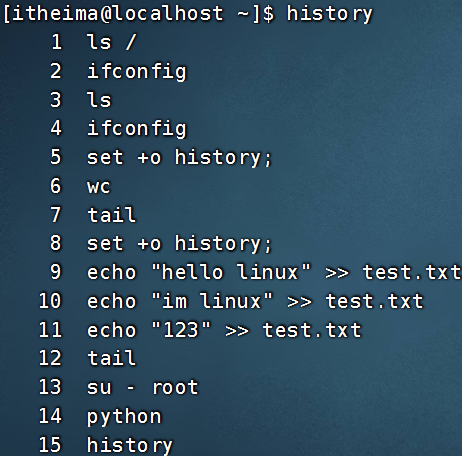 [itheima@localhost ~]$ history
1 ls /
2 ifconfig
3 ls
4 ifconfig
5 set +o history;
6 wc
7 tail
8 set +o history;
9 echo "hello linux" >> test.txt
10 echo "im linux" >> test.txt
11 echo "123" >> test.txt
12 tail
13 su - root
14 python
15 history